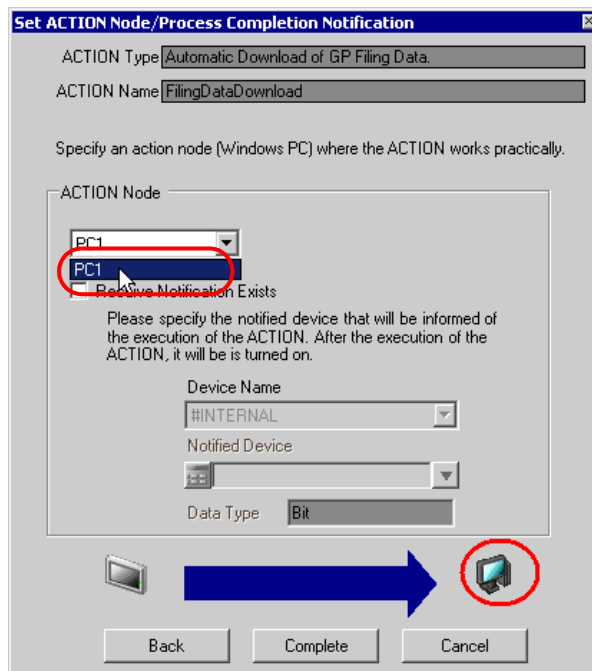 Set ACTION Node/Process Completion Notification
ACTION Type Automatic Download of GP Filing Data.
ACTION Name FilingDataDownload
Specify an action node (Windows PC) where the ACTION works practically.
ACTION Node
PC1
PC1
Receive Notification Exists
Please specify the notified device that will be informed of
the execution of the ACTION. After the execution of the
ACTION, it will be is turned on.
Device Name
#INTERNAL
Notified Device
Data Type Bit
Back Complete Cancel